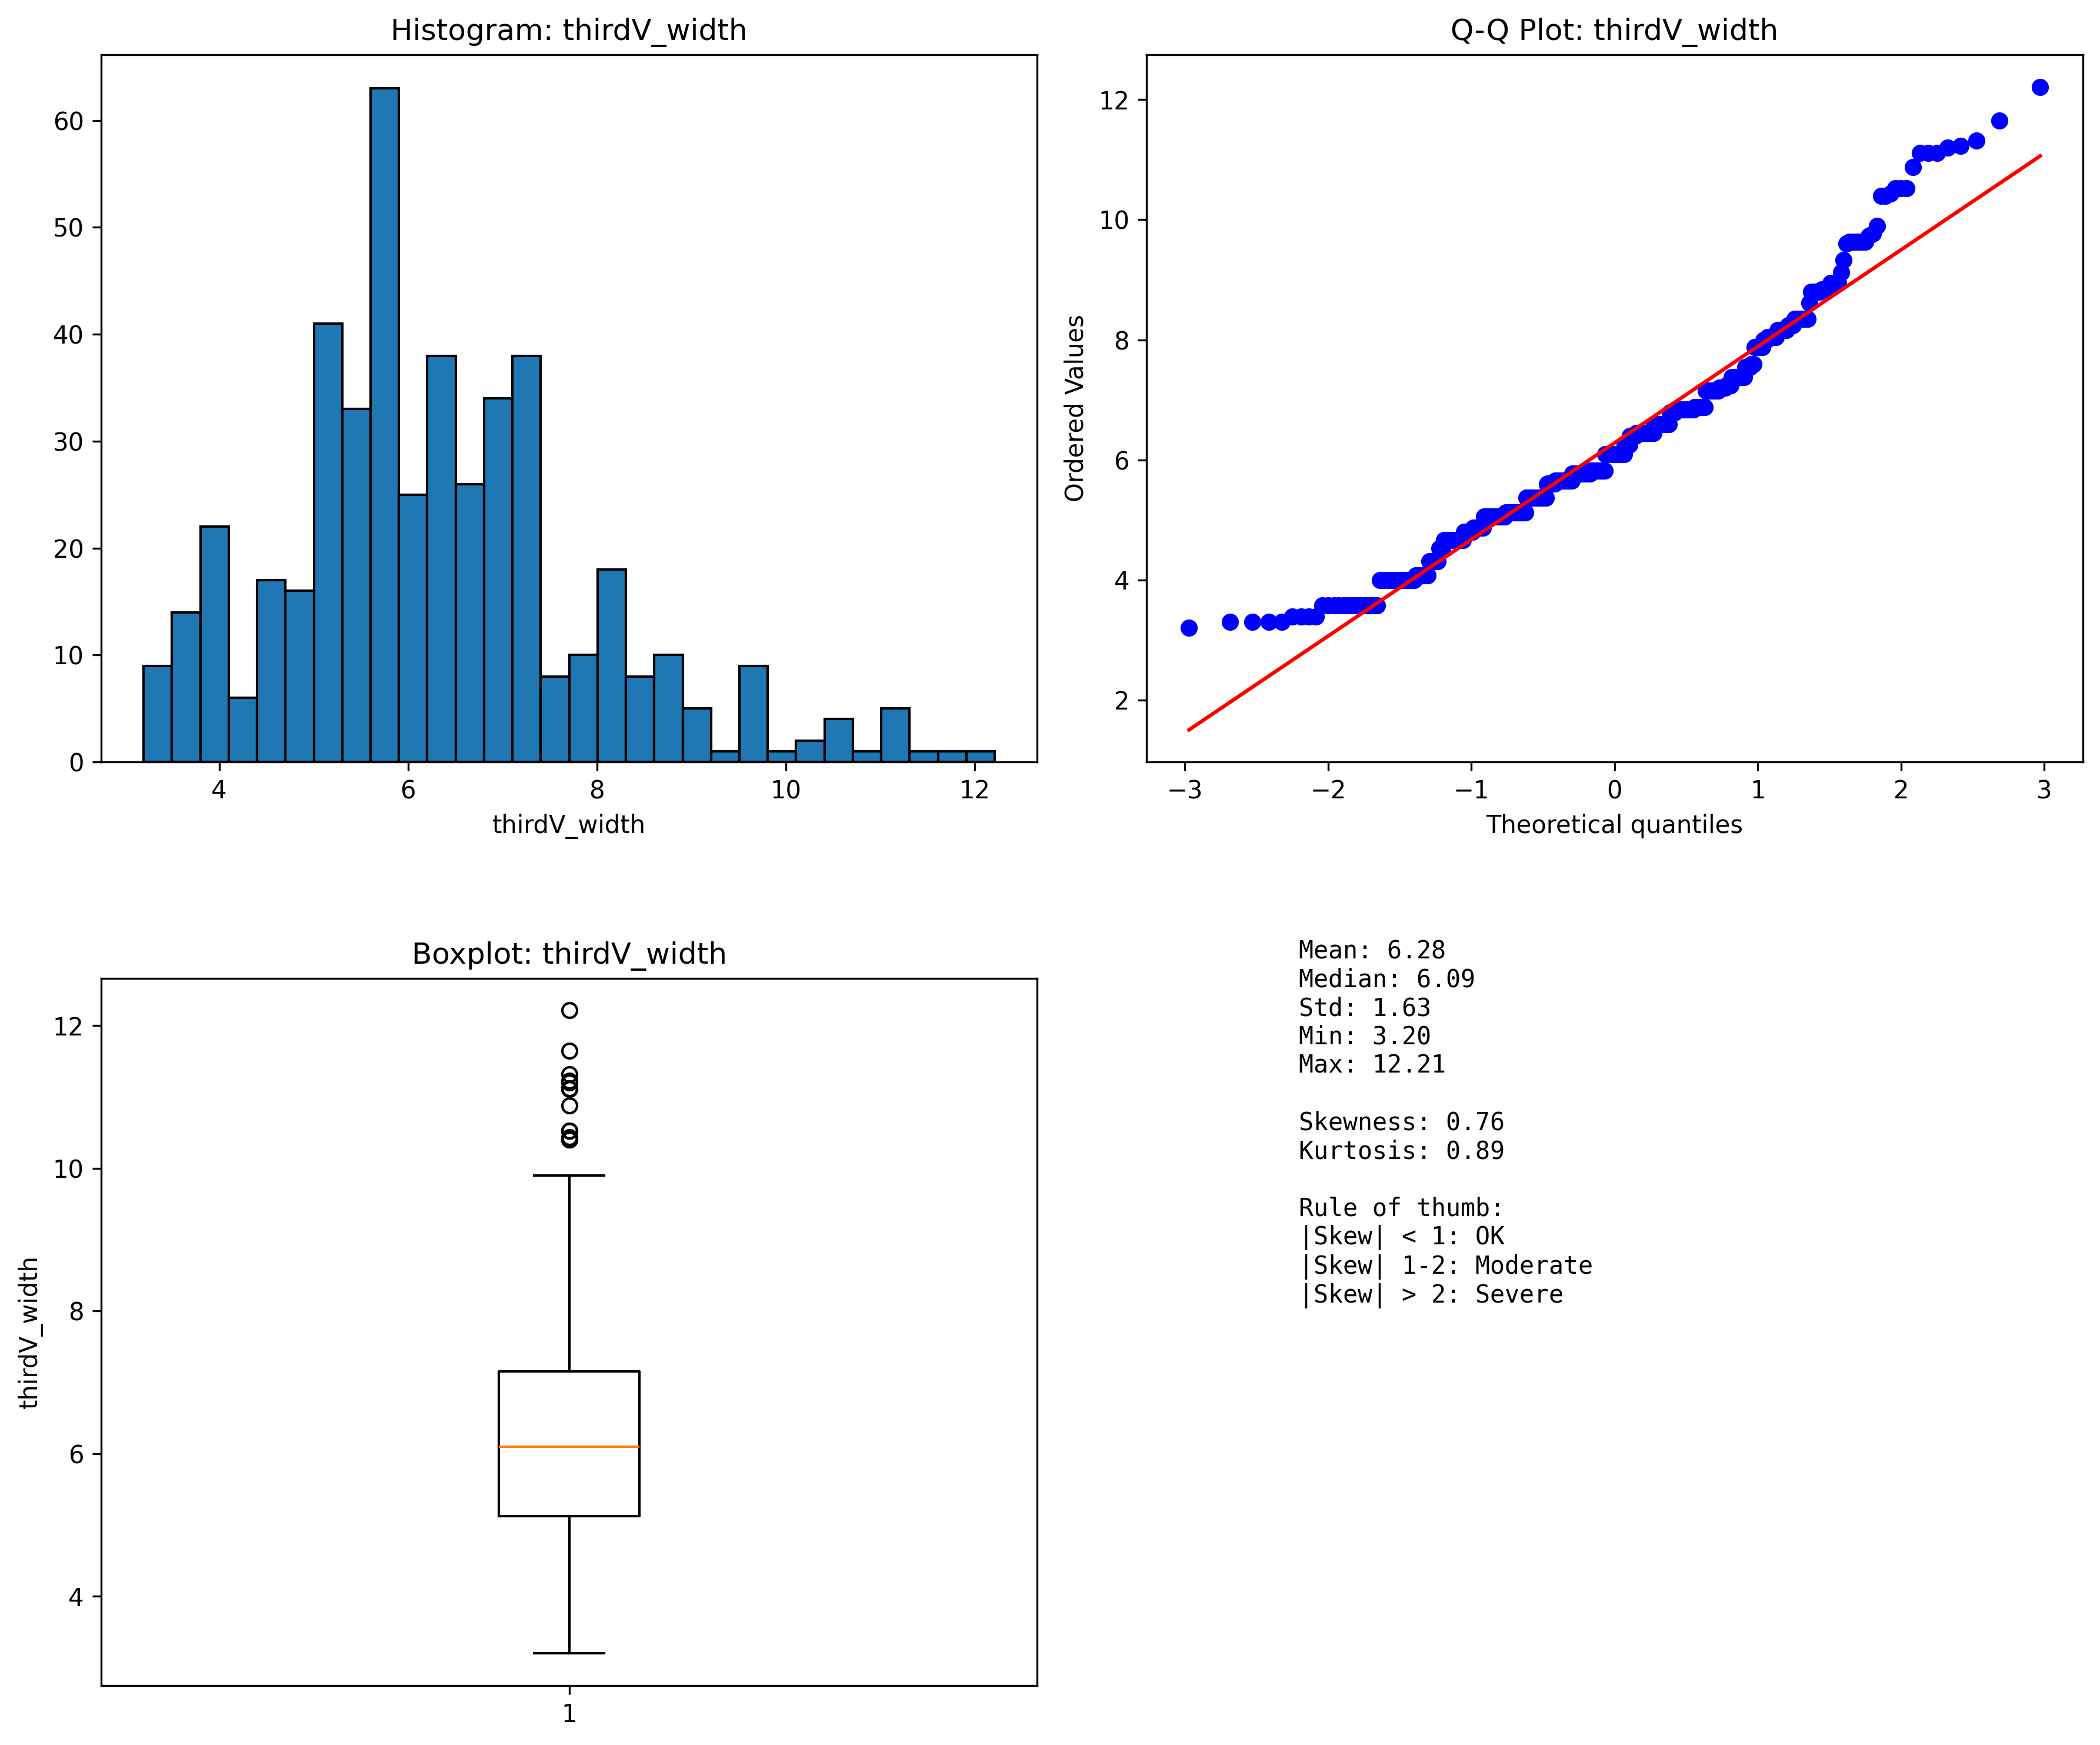 Histogram: thirdV_width
60
50
40
30
20
10
0
4 6 8 10 12
thirdV_width
Q-Q Plot: thirdV_width
Ordered Values
12
10
8
6
4
2
−3 −2 −1 0 1 2 3
Theoretical quantiles
Boxplot: thirdV_width
thirdV_width
12
10
8
6
4
1
Mean: 6.28
Median: 6.09
Std: 1.63
Min: 3.20
Max: 12.21
Skewness: 0.76
Kurtosis: 0.89
Rule of thumb:
|Skew| < 1: OK
|Skew| 1-2: Moderate
|Skew| > 2: Severe